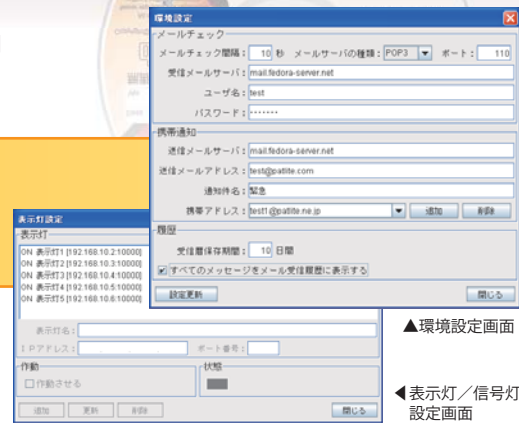 環境設定
メールチェック
メールチェック間隔： 10 秒 メールサーバの種類： POP3 ポート： 110
受信メールサーバ： mail.fedora-server.net
ユーザ名： test
パスワード： •••••••
携帯通知
送信メールサーバ： mail.fedora-server.net
送信メールアドレス： test@patlite.com
通知件名： 緊急
携帯アドレス： test1@patlite.ne.jp 追加 削除
履歴
受信暦保存期間： 10 日間
すべてのメッセージをメール受信履歴に表示する
設定更新 閉じる
▲環境設定画面
表示灯設定
表示灯
ON 表示灯1 [192.168.10.2:10000]
ON 表示灯2 [192.168.10.3:10000]
ON 表示灯3 [192.168.10.4:10000]
ON 表示灯4 [192.168.10.5:10000]
ON 表示灯5 [192.168.10.6:10000]
表示灯名：
IPアドレス： . . . ポート番号：
作動 状態
作動させる
追加 更新 削除 閉じる
◀表示灯／信号灯
設定画面